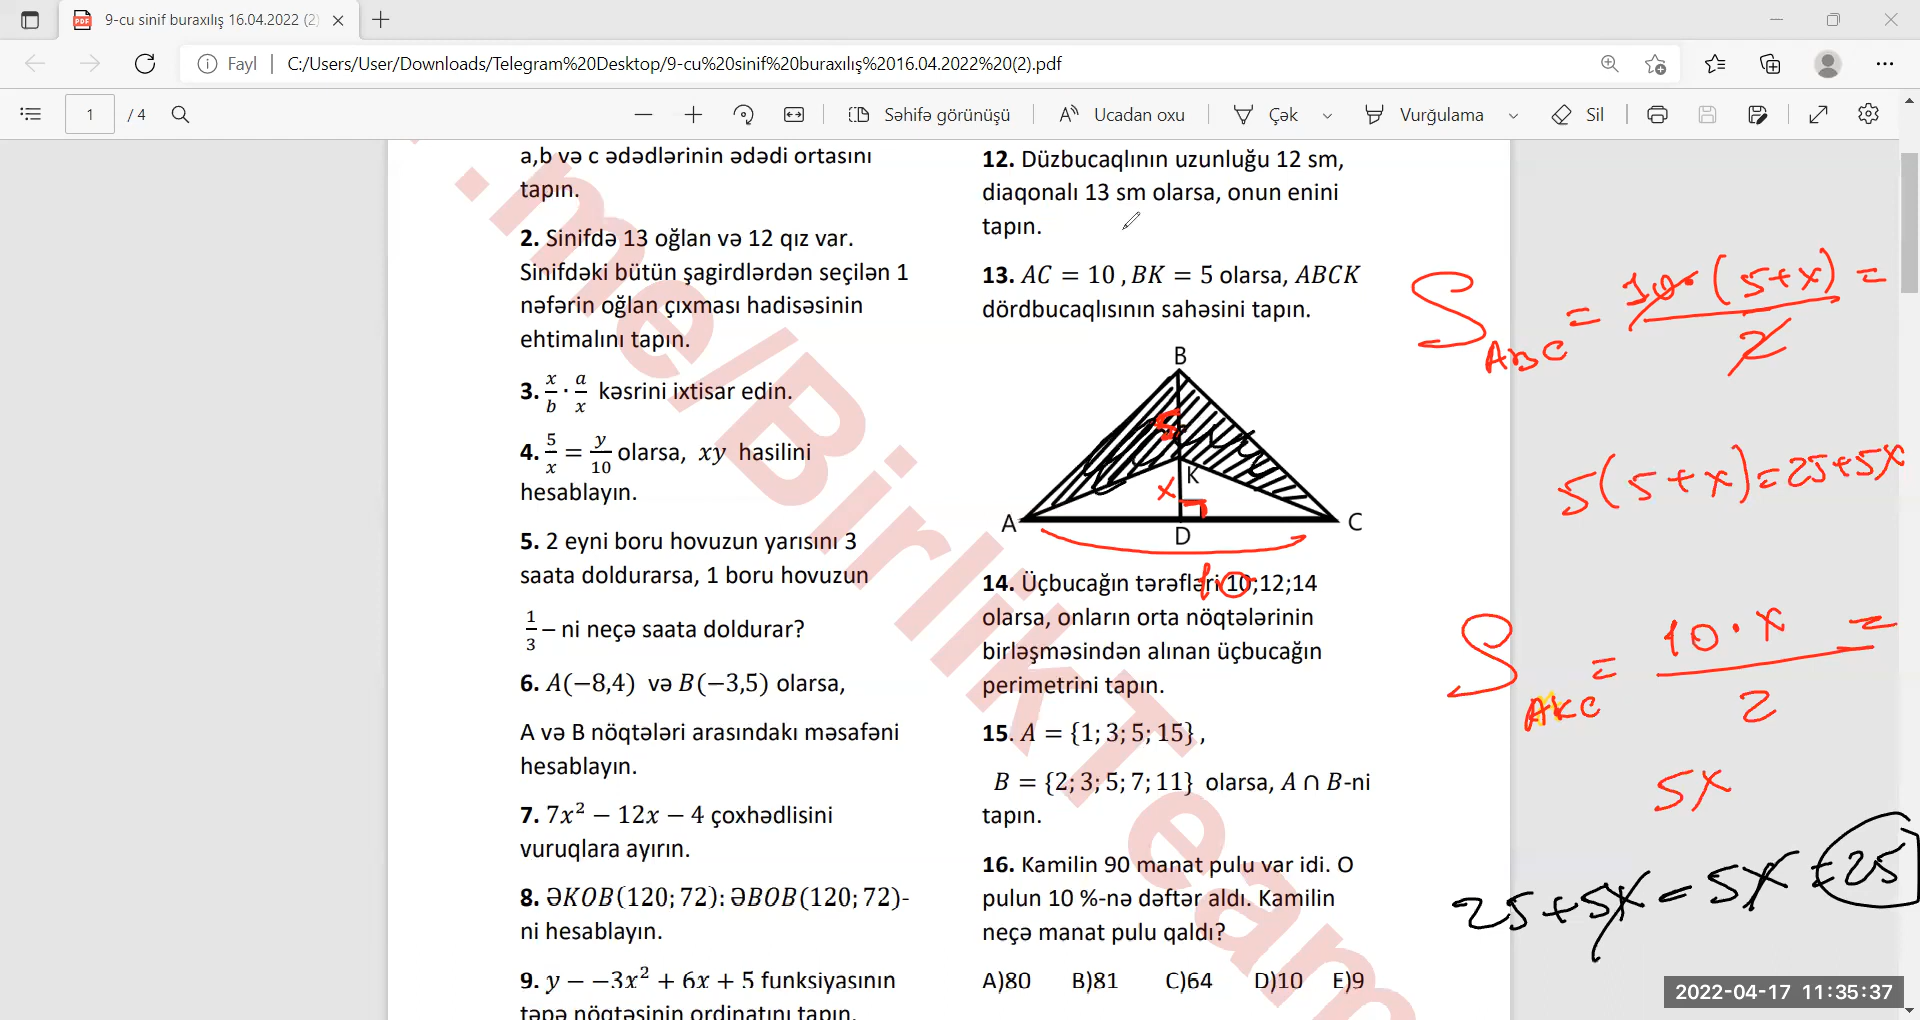 9-cu sinif buraxılış 16.04.2022 (2)
Fayl
C:/Users/User/Downloads/Telegram%20Desktop/9-cu%20sinif%20buraxılış%2016.04.2022%20(2).pdf
1 / 4
Səhifə görünüşü
Ucadan oxu
Çək
Vurğulama
Sil
a,b və c ədədlərinin ədədi ortasını
tapın.
2. Sinifdə 13 oğlan və 12 qız var.
Sinifdəki bütün şagirdlərdən seçilən 1
nəfərin oğlan çıxması hadisəsinin
ehtimalını tapın.
3. x/b · a/x kəsrini ixtisar edin.
4. 5/x = y/10 olarsa, xy hasilini
hesablayın.
5. 2 eyni boru hovuzun yarısını 3
saata doldurarsa, 1 boru hovuzun
1/3 – ni neçə saata doldurar?
6. A(−8,4) və B(−3,5) olarsa,
A və B nöqtələri arasındakı məsafəni
hesablayın.
7. 7x² − 12x − 4 çoxhədlisini
vuruqlara ayırın.
8. ƏKOB(120; 72): ƏBOB(120; 72)-
ni hesablayın.
9. y − −3x² + 6x + 5 funksiyasının
təpə nöqtəsinin ordinatını tapın.
12. Düzbucaqlının uzunluğu 12 sm,
diaqonalı 13 sm olarsa, onun enini
tapın.
13. AC = 10 , BK = 5 olarsa, ABCK
dördbucaqlısının sahəsini tapın.
B
5
K
x
A
D
C
10
14. Üçbucağın tərəfləri 10;12;14
olarsa, onların orta nöqtələrinin
birləşməsindən alınan üçbucağın
perimetrini tapın.
15. A = {1; 3; 5; 15} ,
B = {2; 3; 5; 7; 11} olarsa, A ∩ B-ni
tapın.
16. Kamilin 90 manat pulu var idi. O
pulun 10 %-nə dəftər aldı. Kamilin
neçə manat pulu qaldı?
A)80 B)81 C)64 D)10 E)9
S ABC = 10·(5+x)/2 =
5(5+x)=25+5x
S AKC = 10·x/2 =
5x
25+5x = 5x = 25
.me/BirlikTeam
2022-04-17 11:35:37